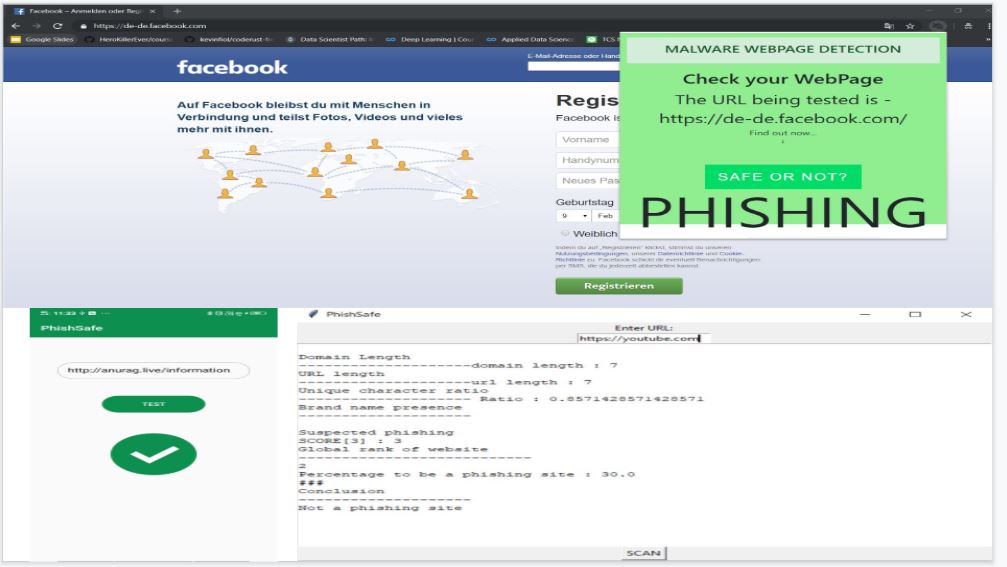 Facebook – Anmelden oder Regi
https://de-de.facebook.com
Google Slides
HeroKillerEver/coursera
kevinfiol/coderust-
Data Scientist Path:
Deep Learning | Cour
Applied Data Science
TCS
facebook
E-Mail-Adresse oder Hand
Auf Facebook bleibst du mit Menschen in
Verbindung und teilst Fotos, Videos und vieles
mehr mit ihnen.
Regis
Facebook is
Vorname
Handynum
Neues Pas
Geburtstag
9 Feb
Weiblich
Indem du auf „Registrieren“ klickst, stimmst du unseren
Nutzungsbedingungen, unserer Datenrichtlinie und Cookie-
Richtlinie zu. Facebook schickt dir eventuell Benachrichtigungen
per SMS, die du jederzeit abbestellen kannst.
Registrieren
MALWARE WEBPAGE DETECTION
Check your WebPage
The URL being tested is -
https://de-de.facebook.com/
Find out now...
↓
SAFE OR NOT?
PHISHING
11:33
PhishSafe
http://anurag.live/information
TEST
PhishSafe
Enter URL:
https://youtube.com
Domain Length
---------------------domain length : 7
URL length
---------------------url length : 7
Unique character ratio
--------------------- Ratio : 0.8571428571428571
Brand name presence
---------------------
Suspected phishing
SCORE[3] : 3
Global rank of website
----------------------------
2
Percentage to be a phishing site : 30.0
###
Conclusion
---------------------
Not a phishing site
SCAN